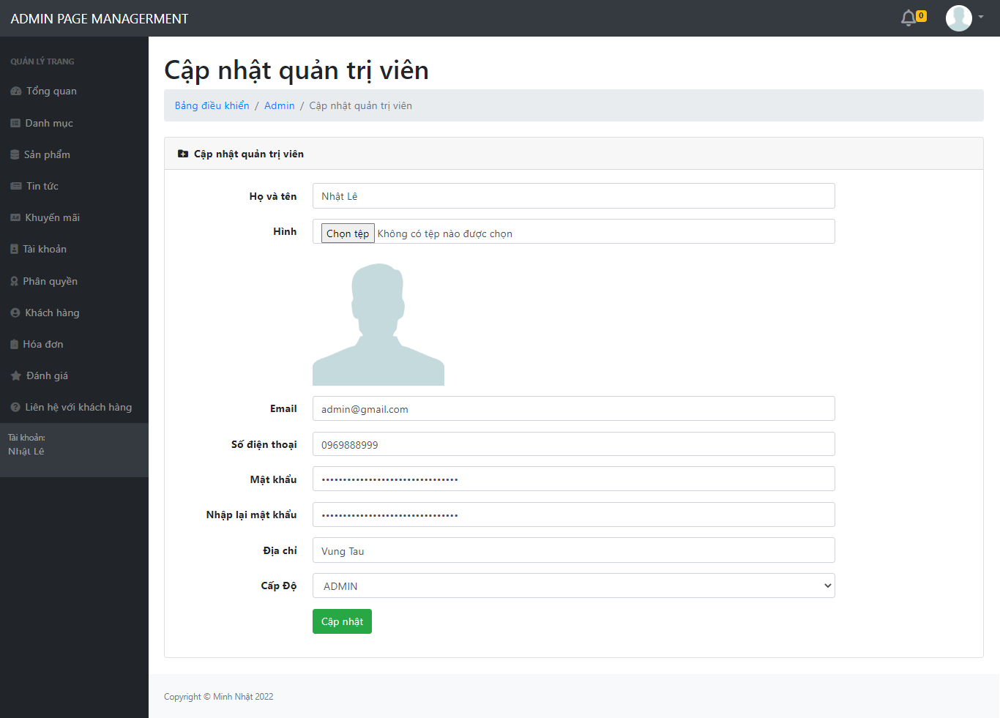 ADMIN PAGE MANAGERMENT
0
QUẢN LÝ TRANG
Tổng quan
Danh mục
Sản phẩm
Tin tức
Ad Khuyến mãi
Tài khoản
Phân quyền
Khách hàng
Hóa đơn
Đánh giá
Liên hệ với khách hàng
Tài khoản:
Nhật Lê
Cập nhật quản trị viên
Bảng điều khiển / Admin / Cập nhật quản trị viên
Cập nhật quản trị viên
Họ và tên Nhật Lê
Hình Chọn tệp Không có tệp nào được chọn
Email admin@gmail.com
Số điện thoại 0969888999
Mật khẩu ••••••••••••••••••••••••••••••••
Nhập lại mật khẩu ••••••••••••••••••••••••••••••••
Địa chỉ Vung Tau
Cấp Độ ADMIN
Cập nhật
Copyright © Minh Nhật 2022